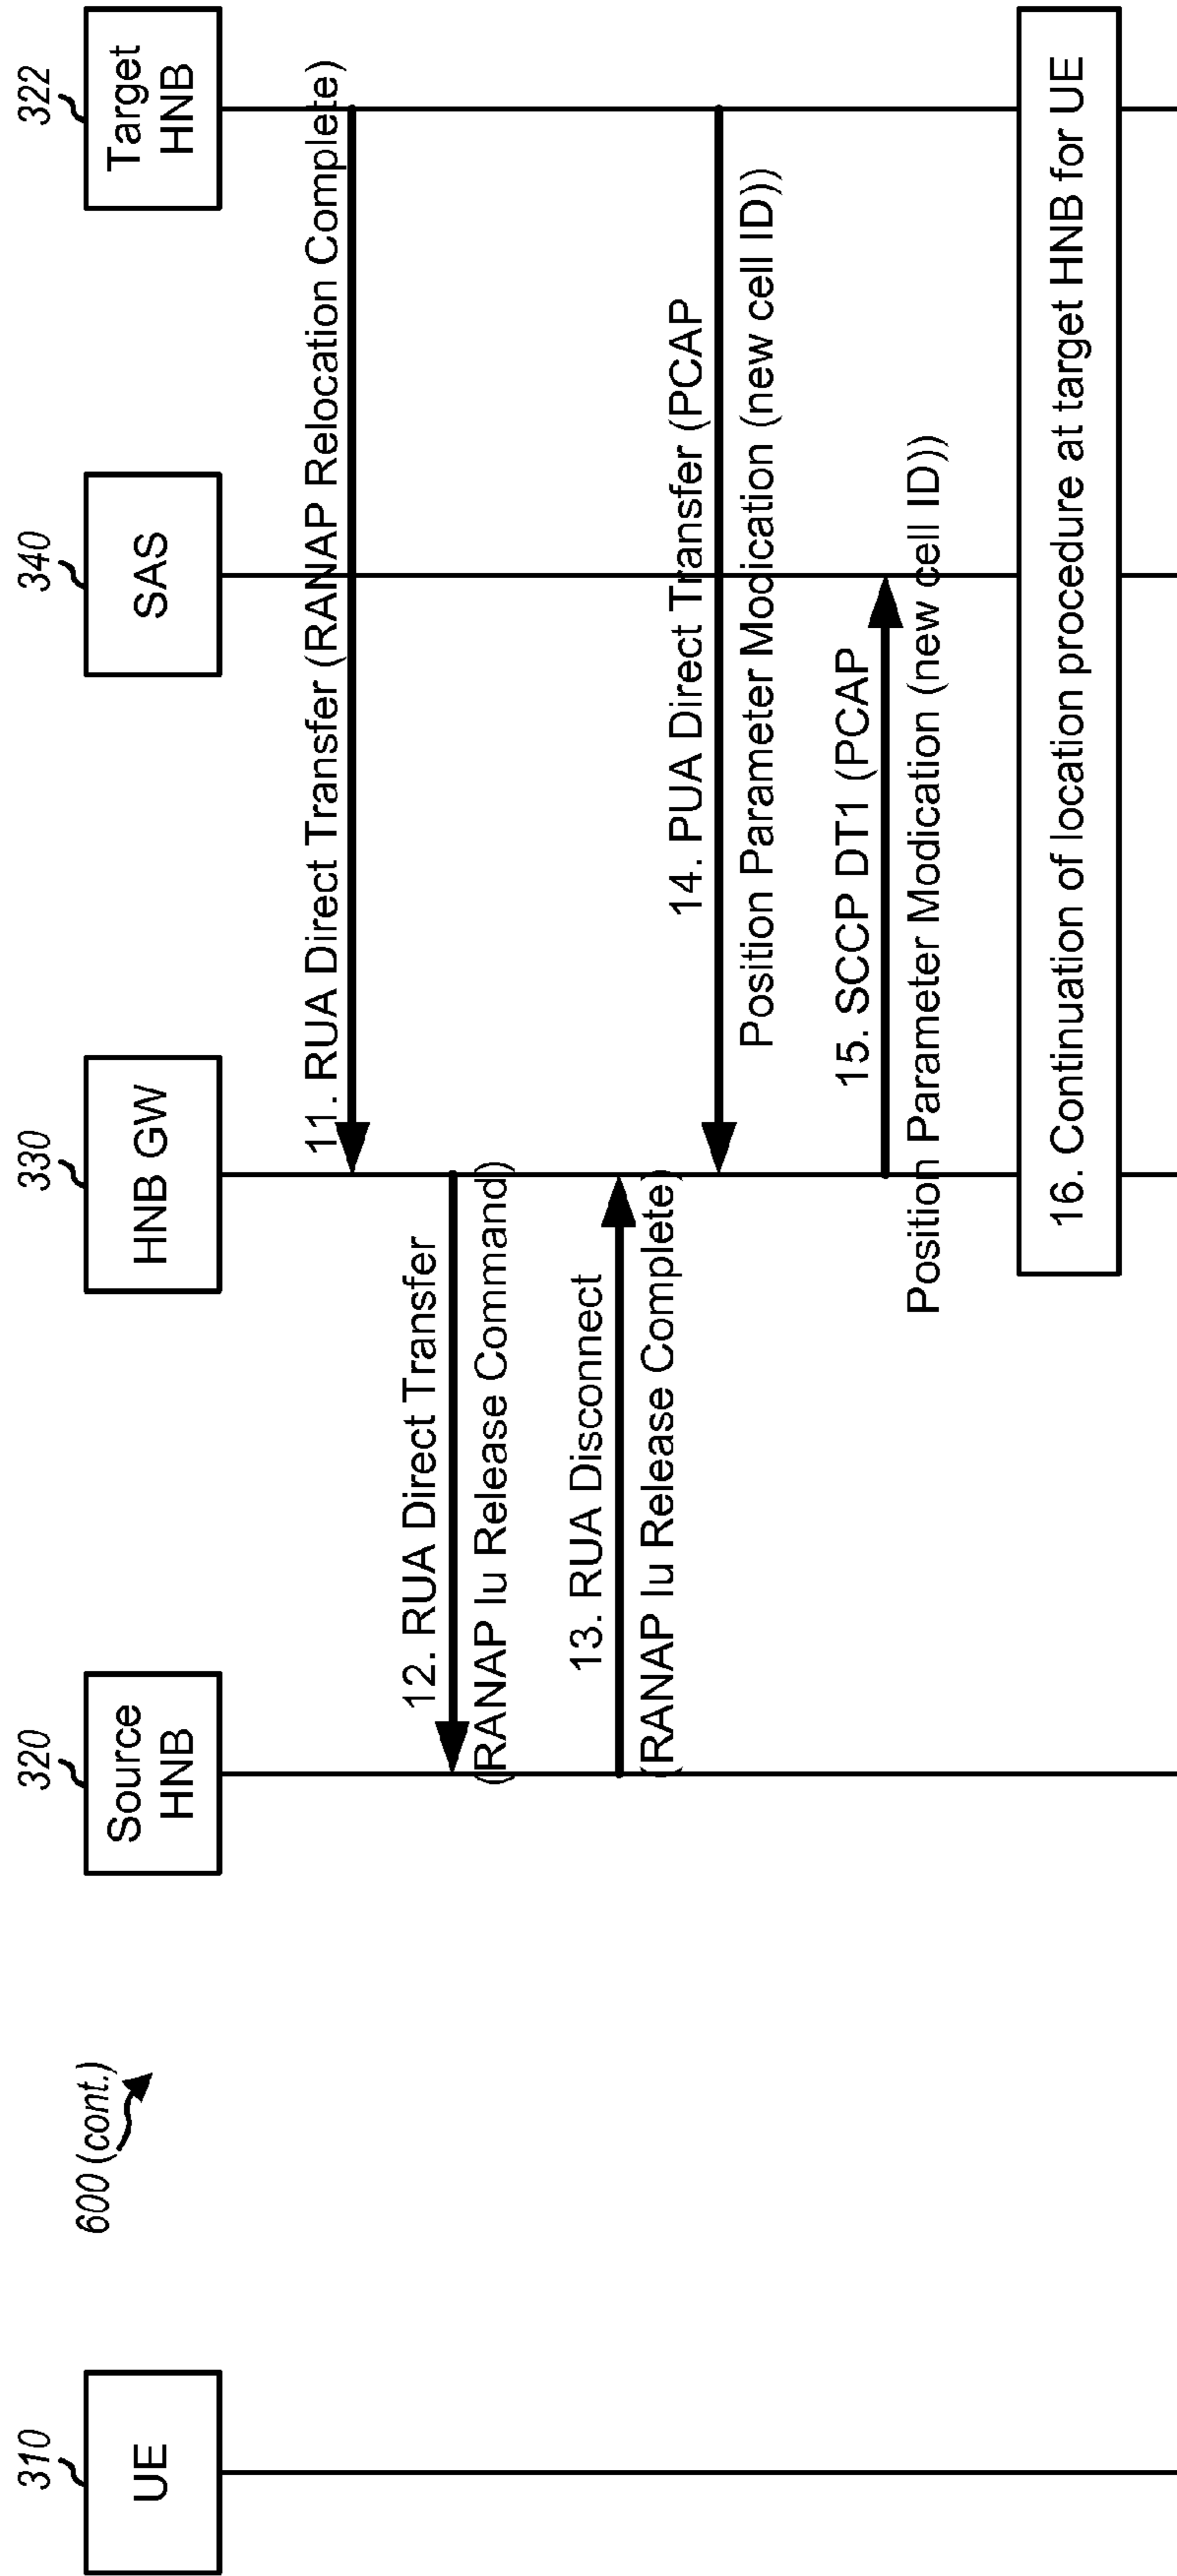 600 (cont.)
310
320
330
340
322
UE
Source
HNB
HNB GW
SAS
Target
HNB
11. RUA Direct Transfer (RANAP Relocation Complete)
12. RUA Direct Transfer
(RANAP Iu Release Command)
13. RUA Disconnect
(RANAP Iu Release Complete)
14. PUA Direct Transfer (PCAP
Position Parameter Modication (new cell ID))
15. SCCP DT1 (PCAP
Position Parameter Modication (new cell ID))
16. Continuation of location procedure at target HNB for UE